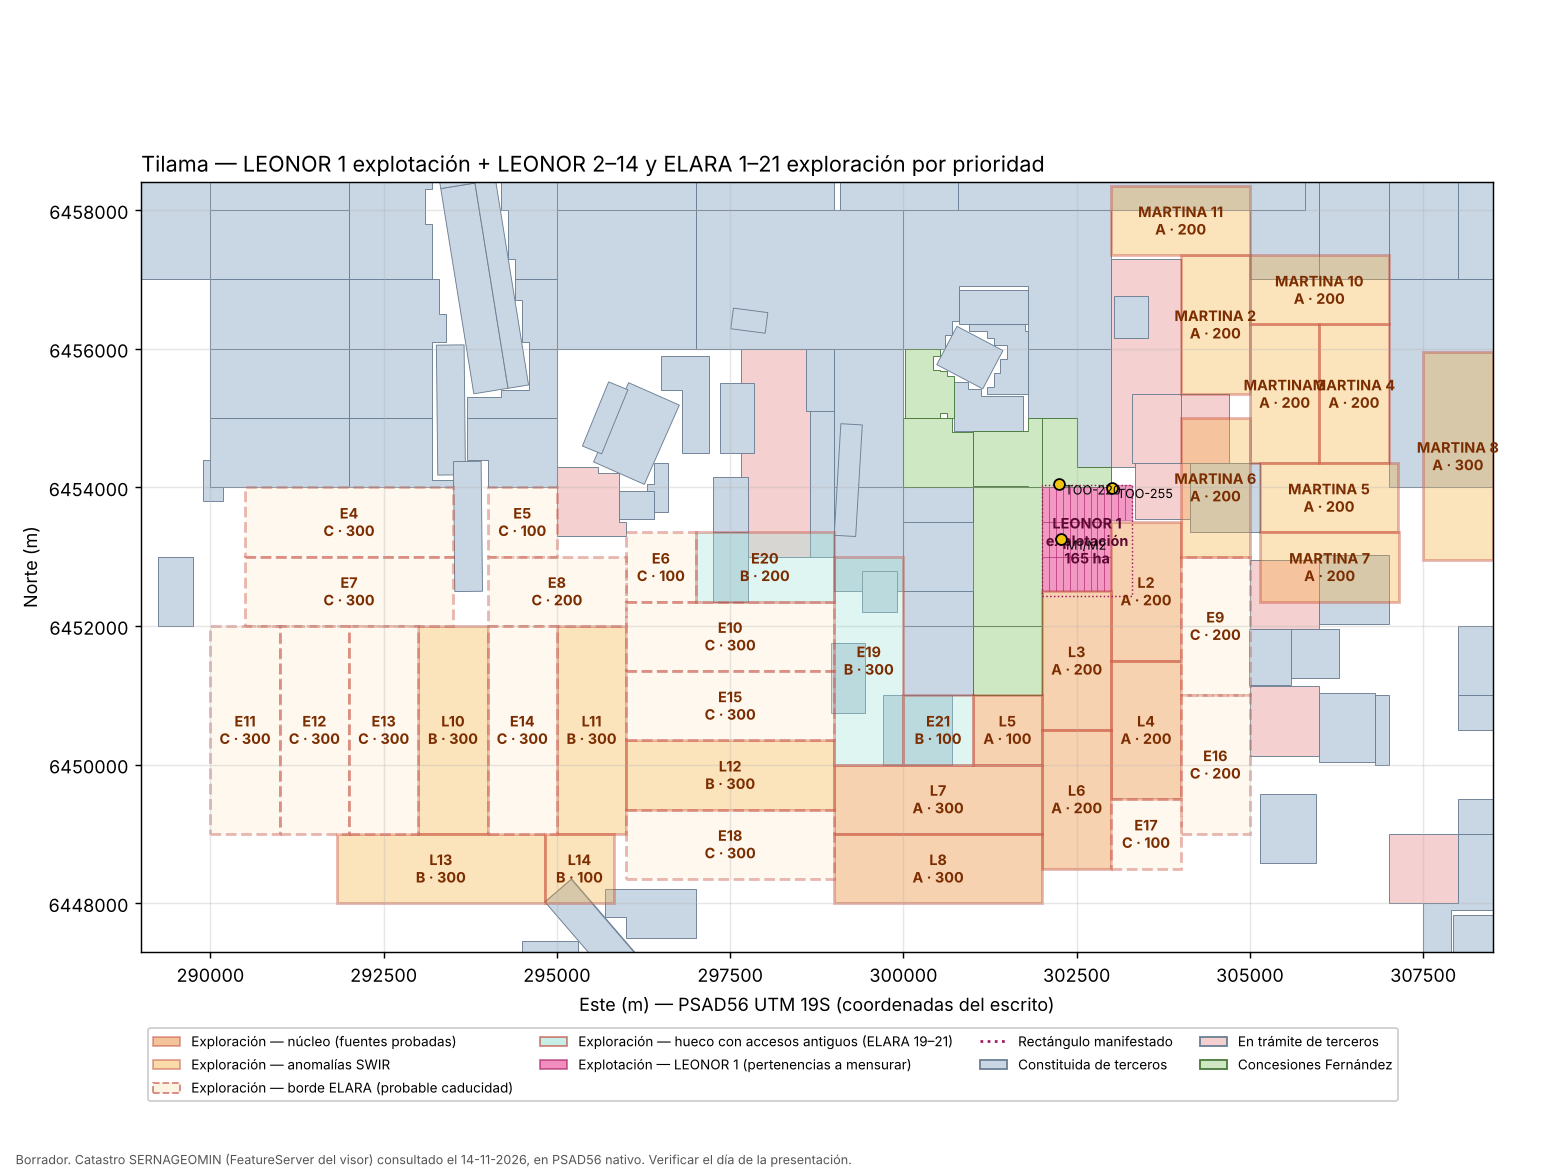 Tilama — LEONOR 1 explotación + LEONOR 2–14 y ELARA 1–21 exploración por prioridad
6458000
6456000
6454000
6452000
6450000
6448000
Norte (m)
MARTINA 11
A · 200
MARTINA 10
A · 200
MARTINA 2
A · 200
MARTINA
A · 200
MARTINA 4
A · 200
MARTINA 8
A · 300
MARTINA 6
A · 200
MARTINA 5
A · 200
MARTINA 7
A · 200
TOO-220
TOO-255
LEONOR 1
explotación
165 ha
IM1/M2
E4
C · 300
E5
C · 100
E6
C · 100
E20
B · 200
E7
C · 300
E8
C · 200
L2
A · 200
E9
C · 200
E10
C · 300
E19
B · 300
L3
A · 200
E15
C · 300
E11
C · 300
E12
C · 300
E13
C · 300
L10
B · 300
E14
C · 300
L11
B · 300
E21
B · 100
L5
A · 100
L4
A · 200
E16
C · 200
L12
B · 300
L7
A · 300
L6
A · 200
E18
C · 300
L8
A · 300
E17
C · 100
L13
B · 300
L14
B · 100
290000
292500
295000
297500
300000
302500
305000
307500
Este (m) — PSAD56 UTM 19S (coordenadas del escrito)
Exploración — núcleo (fuentes probadas)
Exploración — anomalías SWIR
Exploración — borde ELARA (probable caducidad)
Exploración — hueco con accesos antiguos (ELARA 19–21)
Explotación — LEONOR 1 (pertenencias a mensurar)
Rectángulo manifestado
Constituida de terceros
En trámite de terceros
Concesiones Fernández
Borrador. Catastro SERNAGEOMIN (FeatureServer del visor) consultado el 14-11-2026, en PSAD56 nativo. Verificar el día de la presentación.